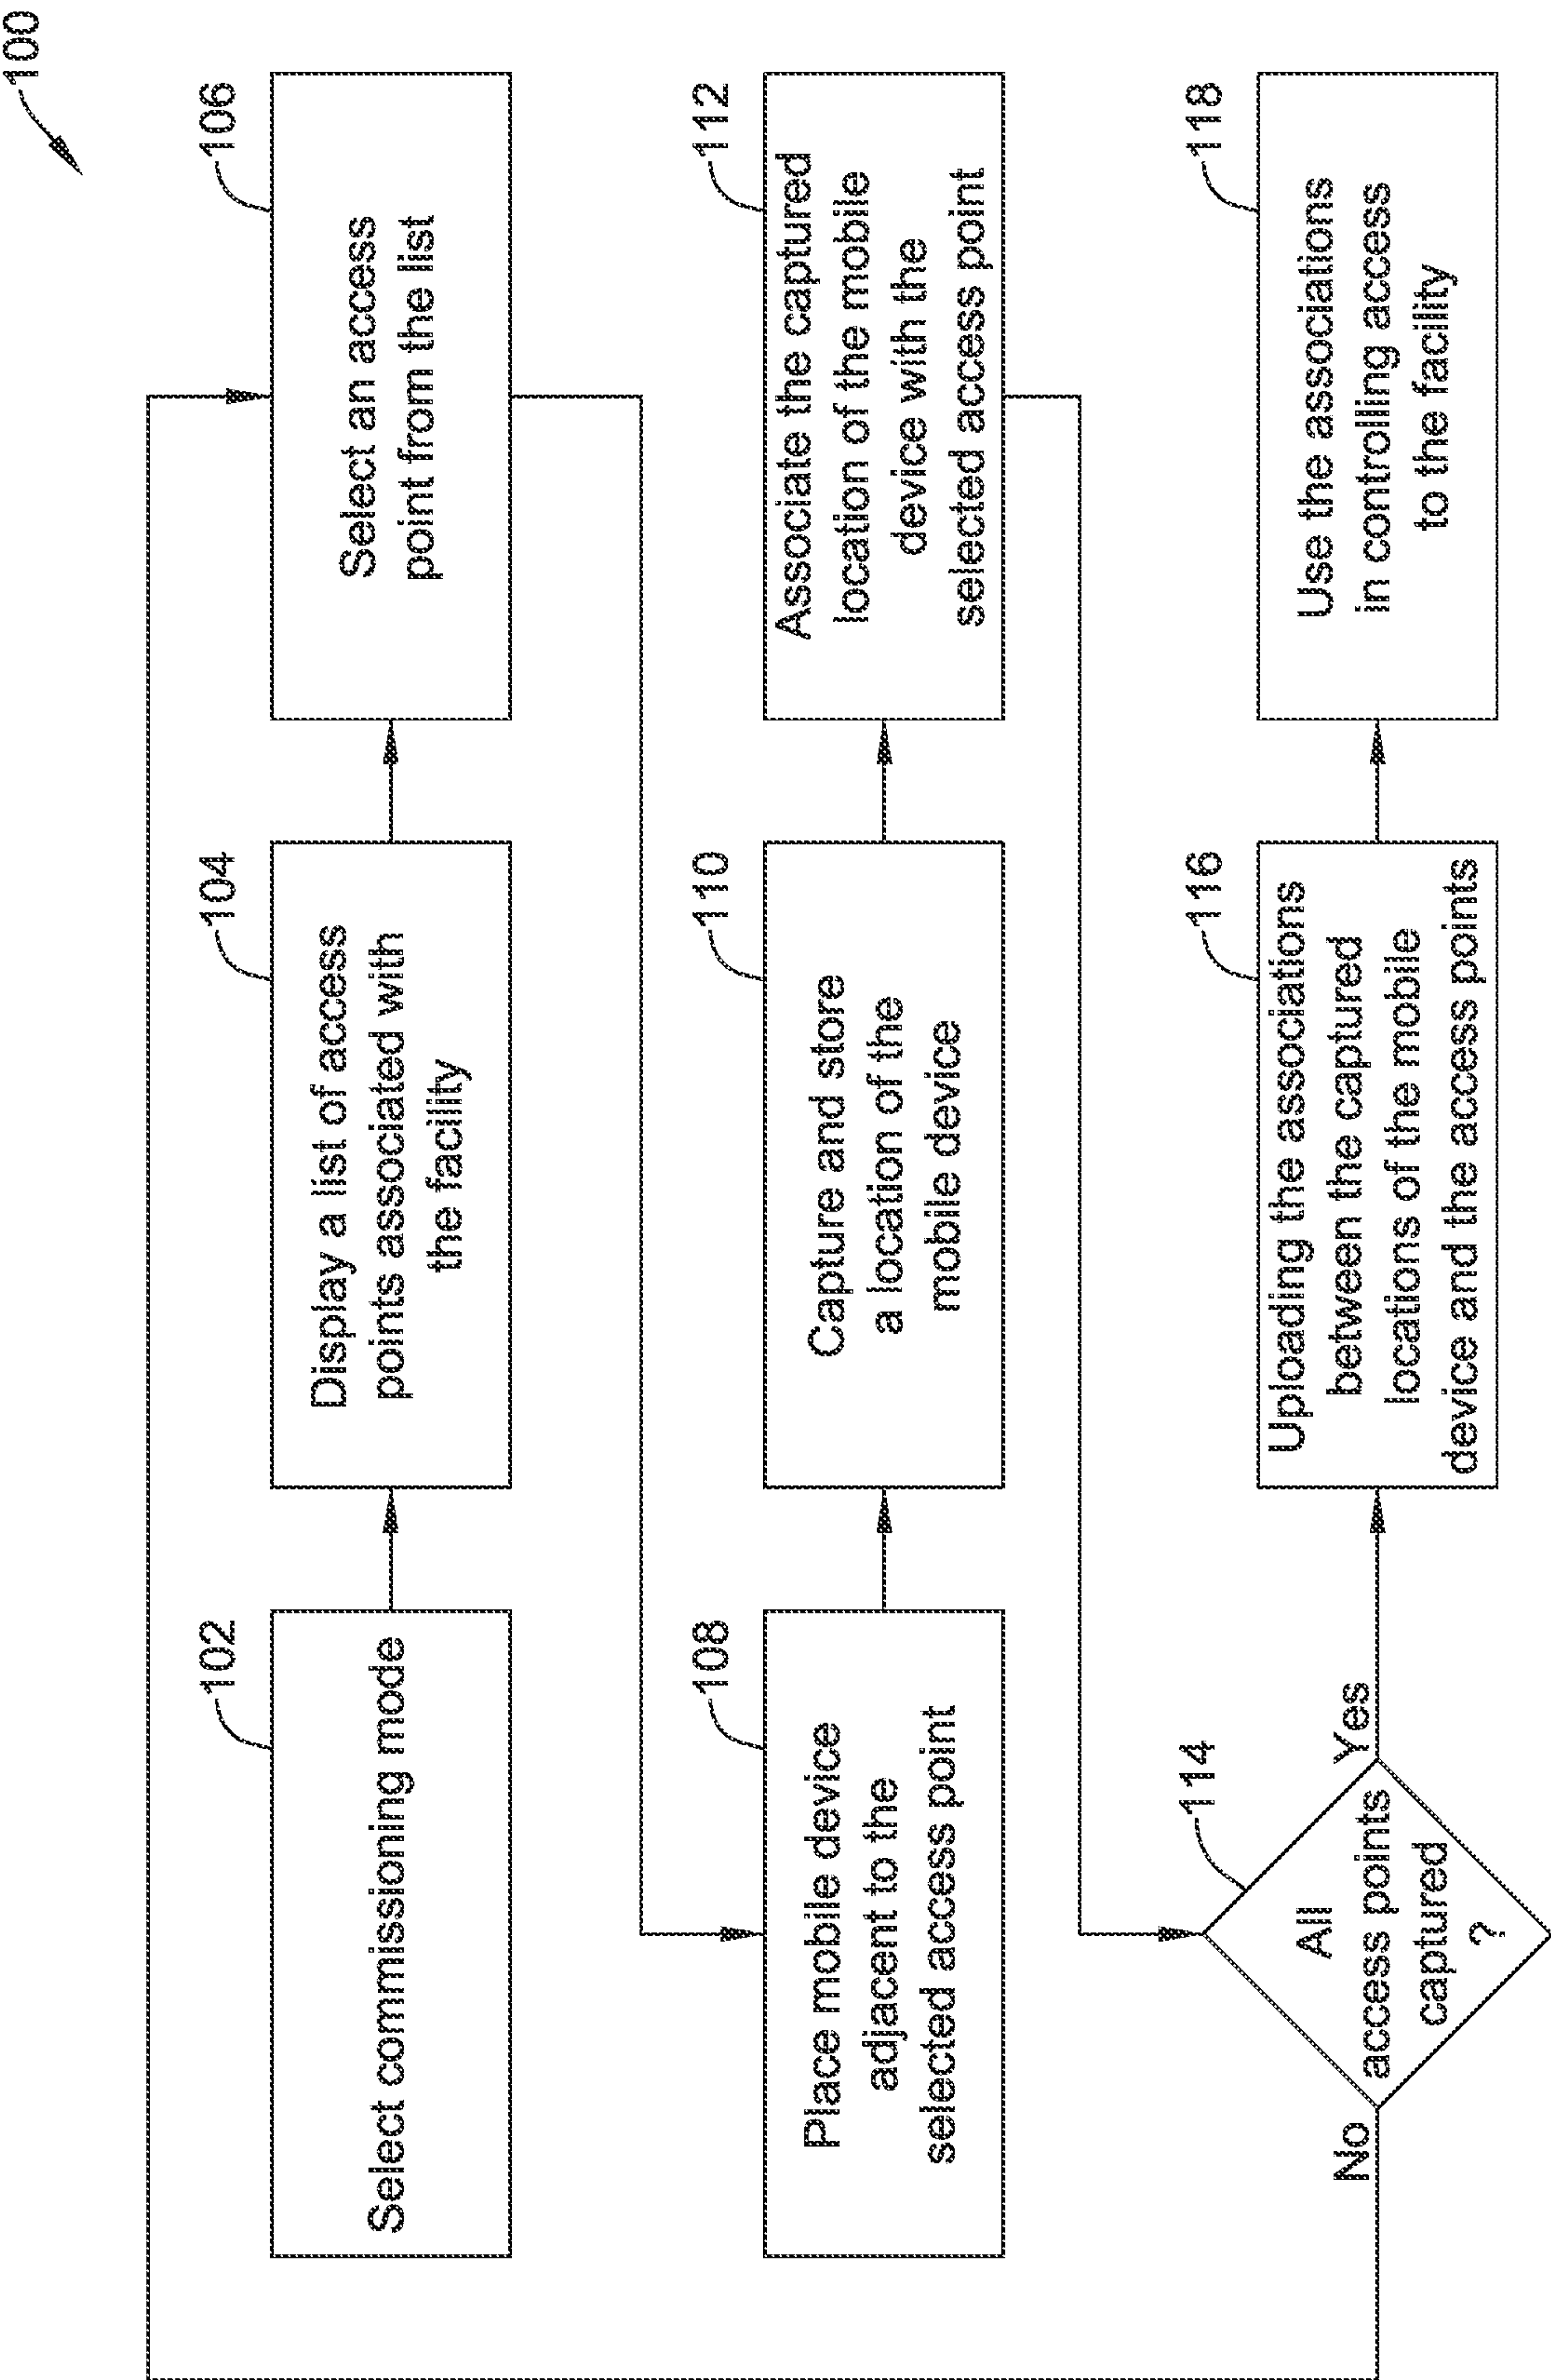 100
102
Select commissioning mode
104
Display a list of access
points associated with
the facility
106
Select an access
point from the list
108
Place mobile device
adjacent to the
selected access point
110
Capture and store
a location of the
mobile device
112
Associate the captured
location of the mobile
device with the
selected access point
114
All
access points
captured
?
No
Yes
116
Uploading the associations
between the captured
locations of the mobile
device and the access points
118
Use the associations
in controlling access
to the facility